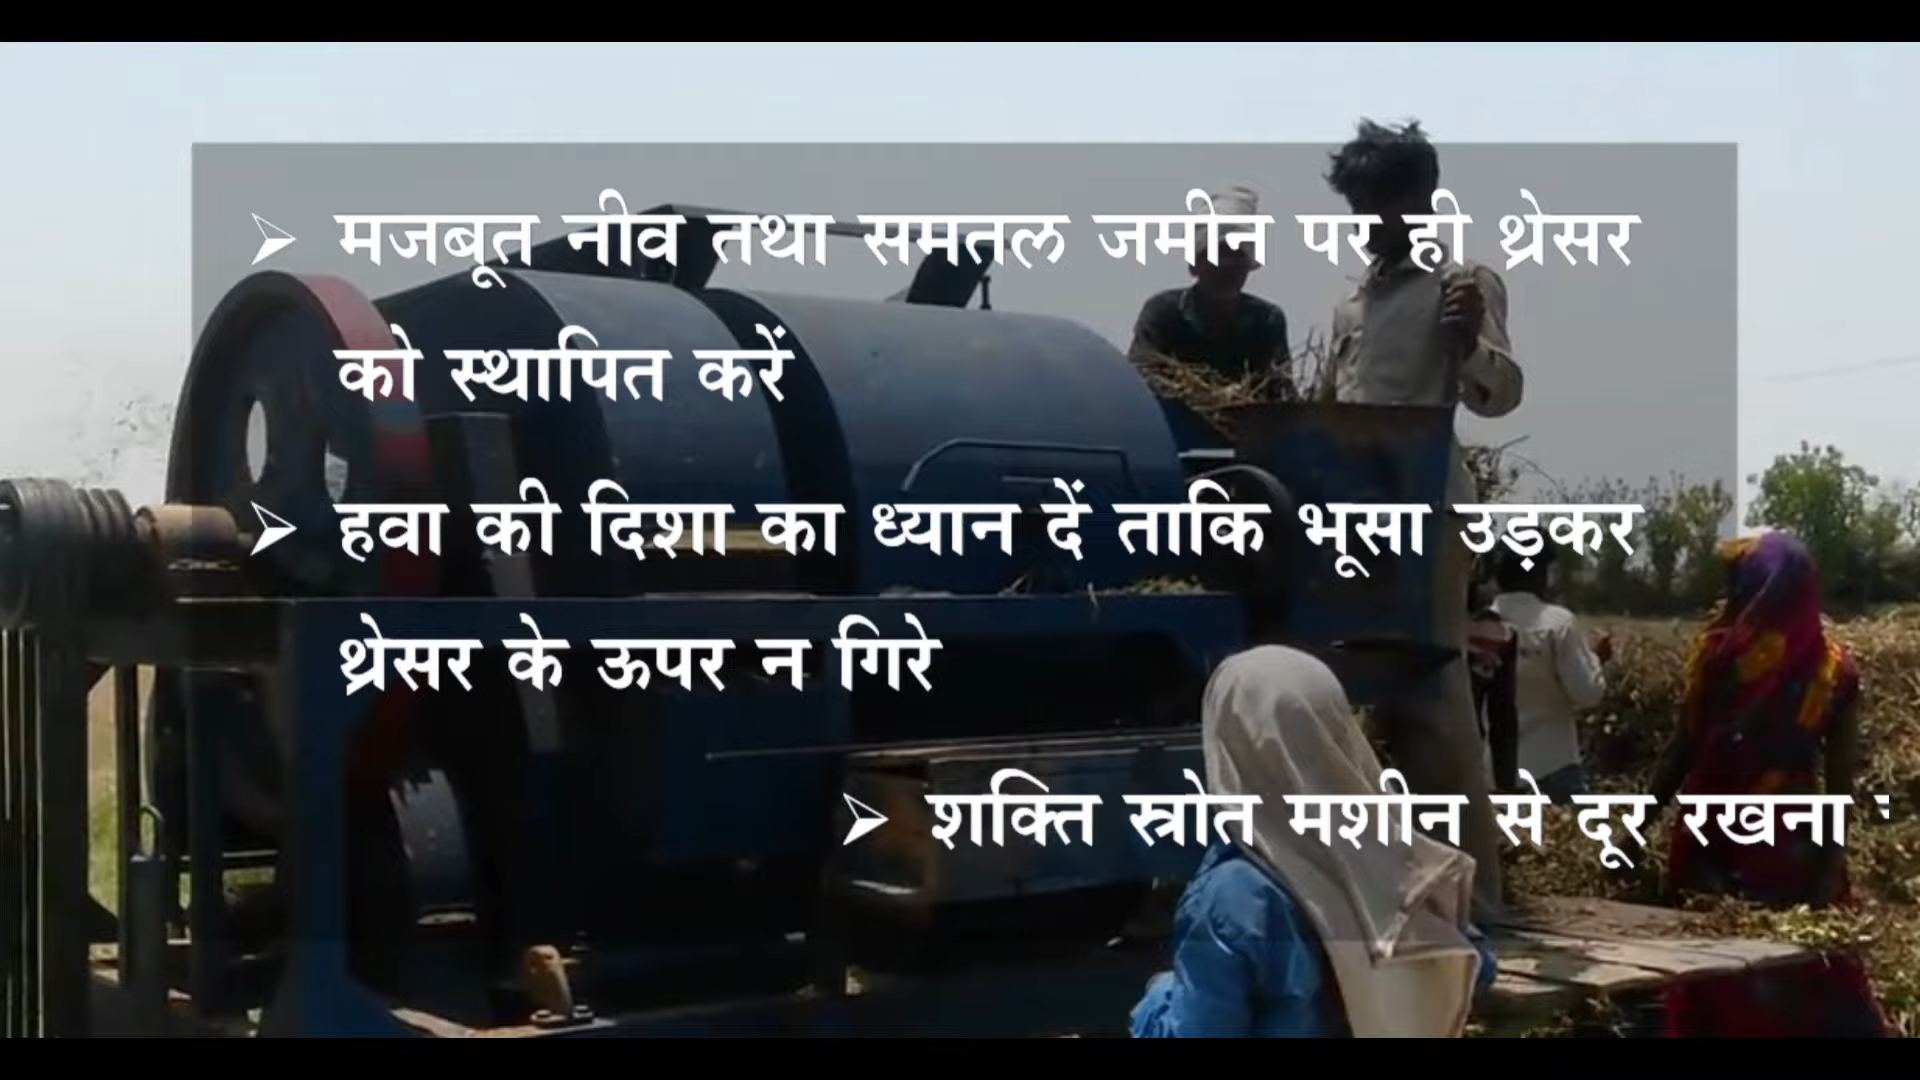 ➢ मजबूत नीव तथा समतल जमीन पर ही थ्रेसर
को स्थापित करें
➢ हवा की दिशा का ध्यान दें ताकि भूसा उड़कर
थ्रेसर के ऊपर न गिरे
➢ शक्ति स्रोत मशीन से दूर रखना